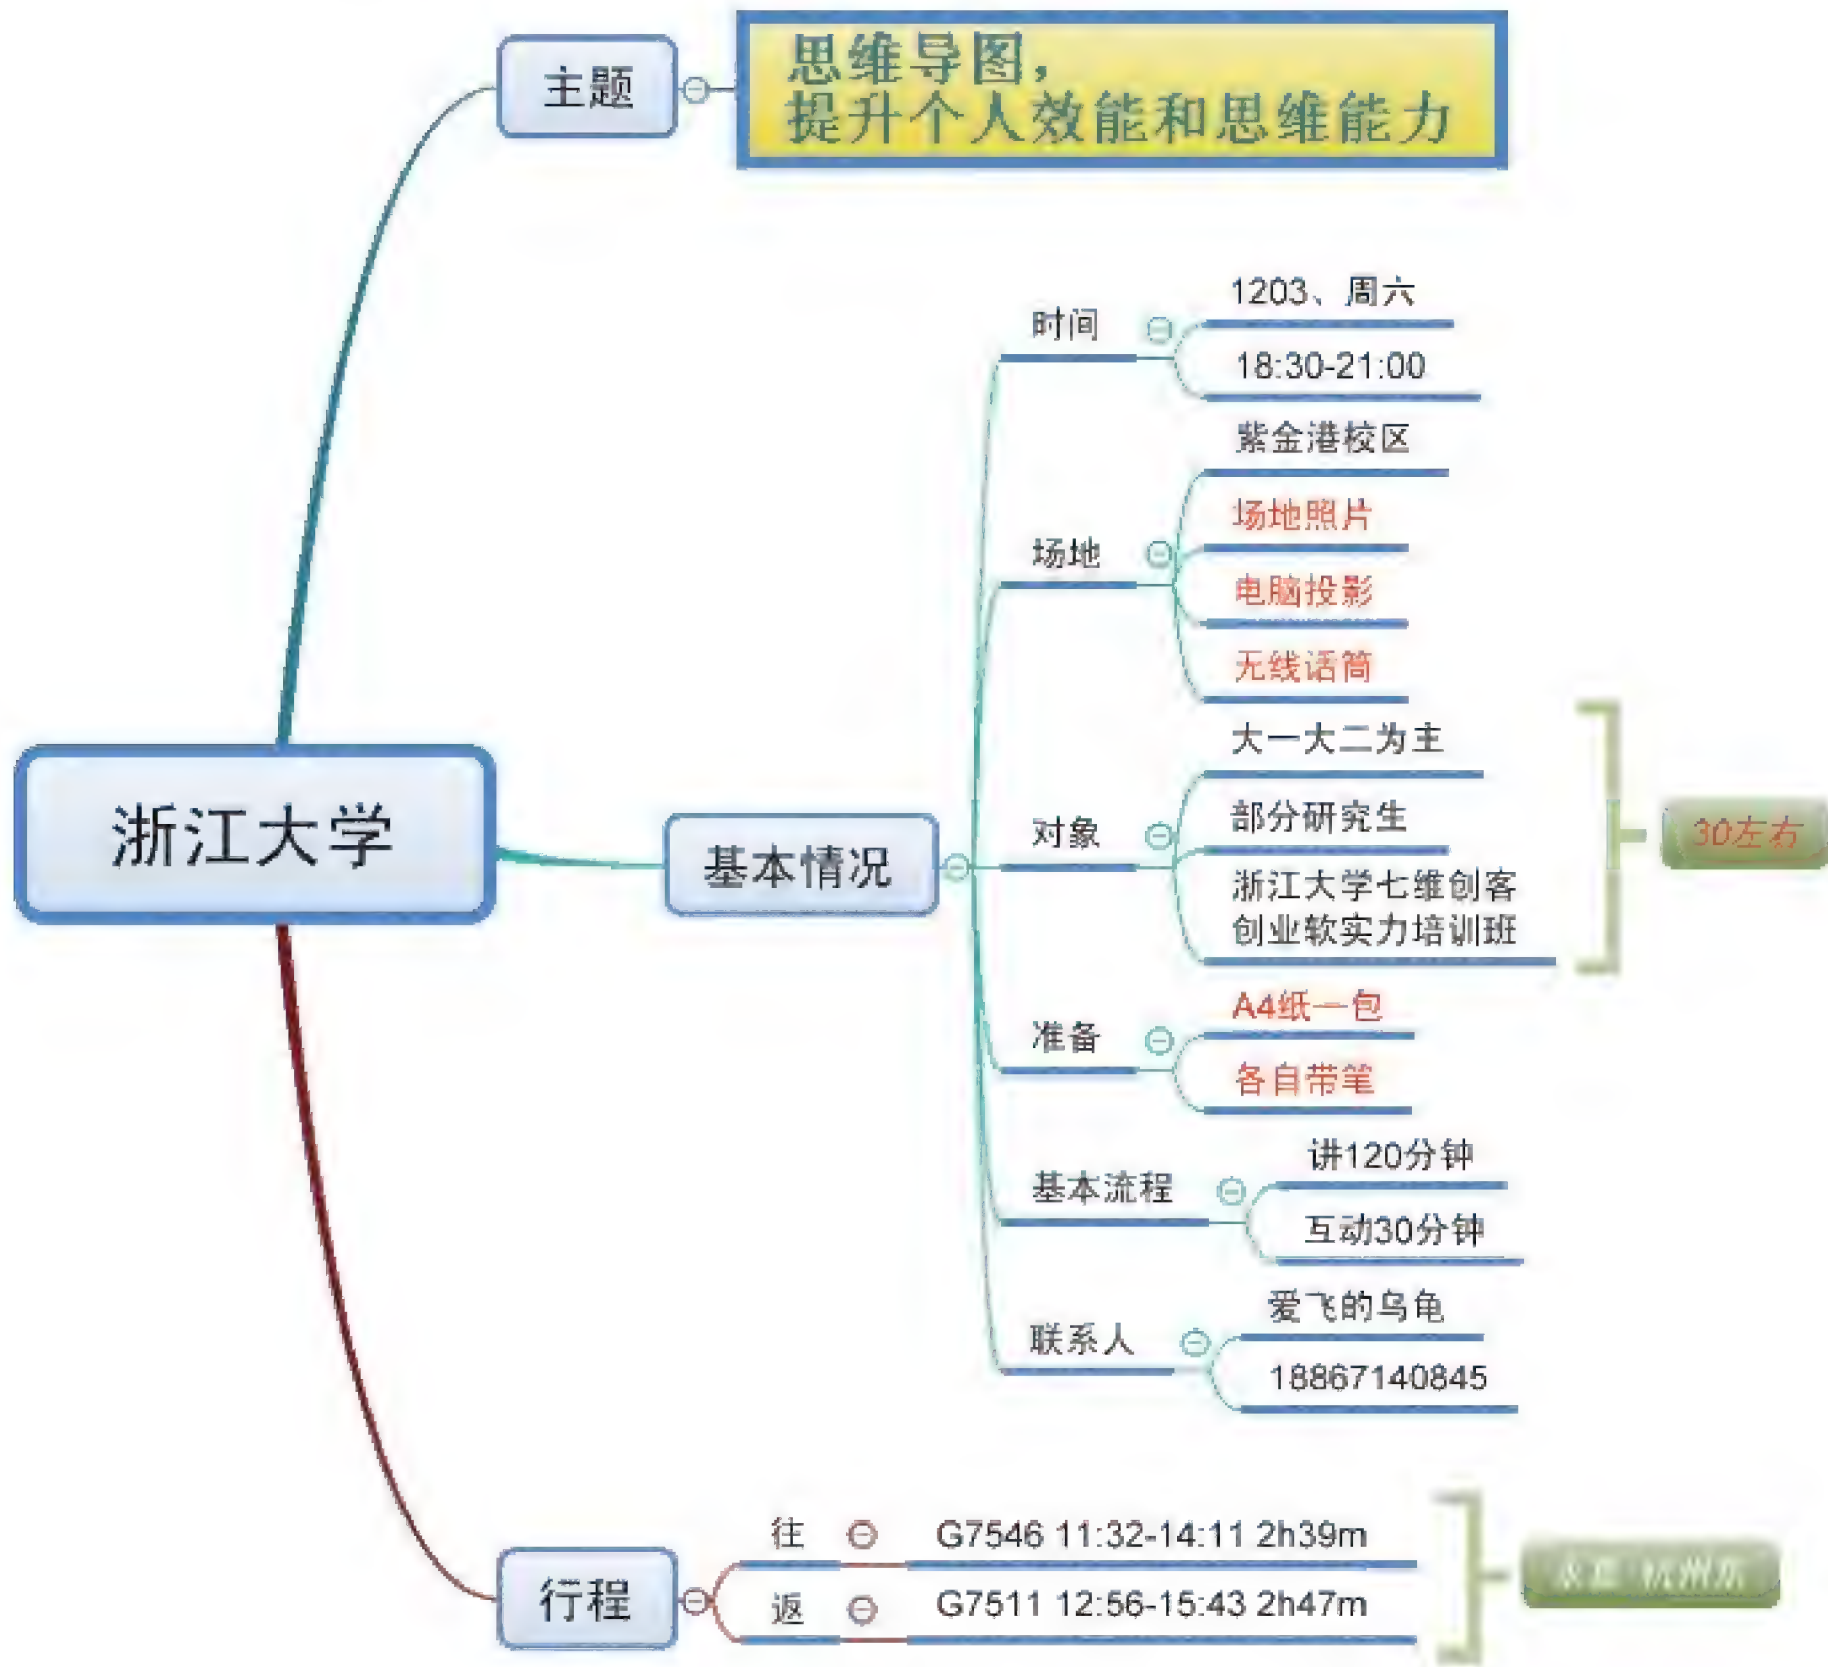 主题
思维导图，
提升个人效能和思维能力
时间
1203、周六
18:30-21:00
场地
紫金港校区
场地照片
电脑投影
无线话筒
浙江大学
基本情况
对象
大一大二为主
部分研究生
浙江大学七维创客
创业软实力培训班
30左右
准备
A4纸一包
各自带笔
基本流程
讲120分钟
互动30分钟
联系人
爱飞的乌龟
18867140845
行程
往
G7546 11:32-14:11 2h39m
返
G7511 12:56-15:43 2h47m
杭州东